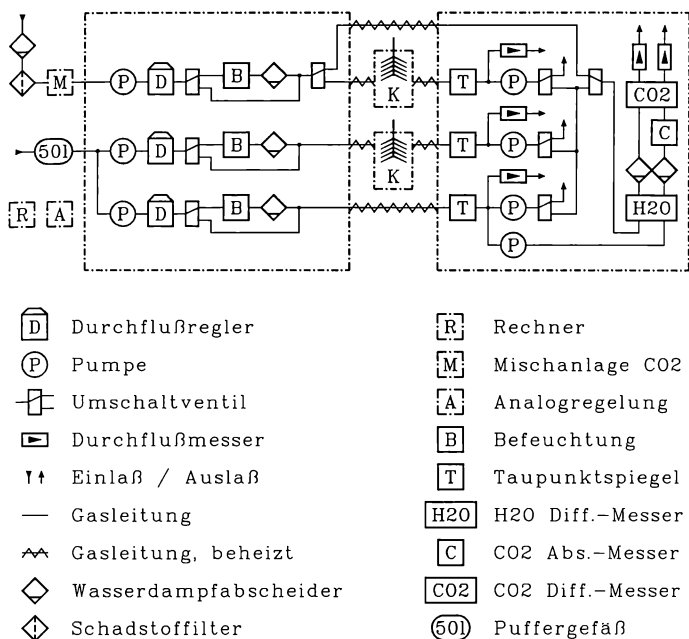 M P D B K T P CO2
C
50l P D B K T P
R A P D B T P H2O
P
D Durchflußregler
P Pumpe
Umschaltventil
Durchflußmesser
Einlaß / Auslaß
Gasleitung
Gasleitung, beheizt
Wasserdampfabscheider
Schadstoffilter
R Rechner
M Mischanlage CO2
A Analogregelung
B Befeuchtung
T Taupunktspiegel
H2O H2O Diff.-Messer
C CO2 Abs.-Messer
CO2 CO2 Diff.-Messer
50l Puffergefäß